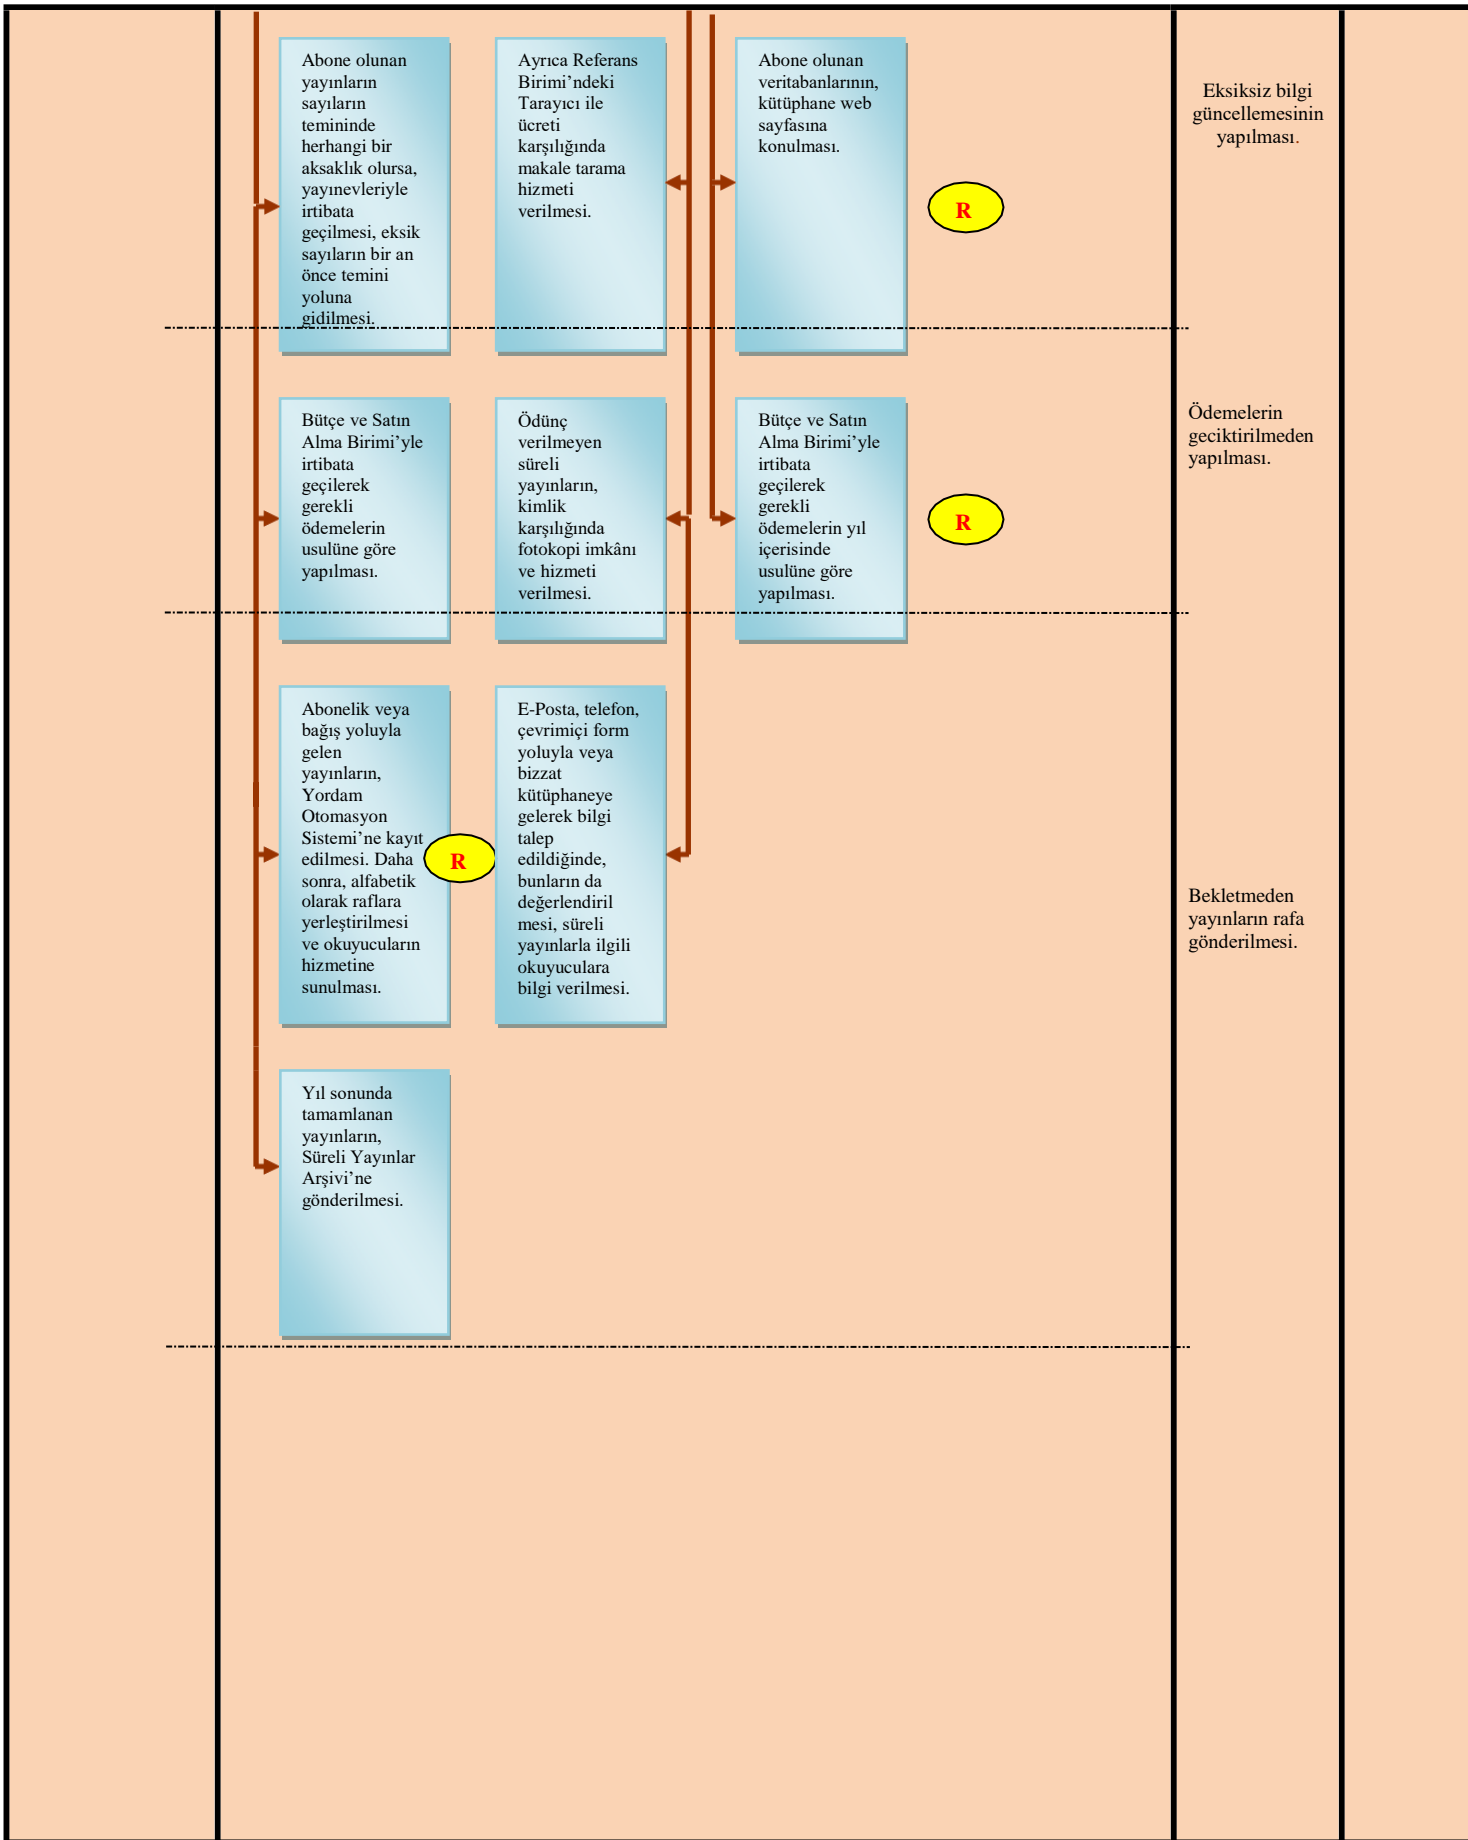 Abone olunan
yayınların
sayıların
temininde
herhangi bir
aksaklık olursa,
yayınevleriyle
irtibata
geçilmesi, eksik
sayıların bir an
önce temini
yoluna
gidilmesi.
Ayrıca Referans
Birimi’ndeki
Tarayıcı ile
ücreti
karşılığında
makale tarama
hizmeti
verilmesi.
Abone olunan
veritabanlarının,
kütüphane web
sayfasına
konulması.
R
Eksiksiz bilgi
güncellemesinin
yapılması.
Bütçe ve Satın
Alma Birimi’yle
irtibata
geçilerek
gerekli
ödemelerin
usulüne göre
yapılması.
Ödünç
verilmeyen
süreli
yayınların,
kimlik
karşılığında
fotokopi imkânı
ve hizmeti
verilmesi.
Bütçe ve Satın
Alma Birimi’yle
irtibata
geçilerek
gerekli
ödemelerin yıl
içerisinde
usulüne göre
yapılması.
R
Ödemelerin
geciktirilmeden
yapılması.
Abonelik veya
bağış yoluyla
gelen
yayınların,
Yordam
Otomasyon
Sistemi’ne kayıt
edilmesi. Daha
sonra, alfabetik
olarak raflara
yerleştirilmesi
ve okuyucuların
hizmetine
sunulması.
R
E-Posta, telefon,
çevrimiçi form
yoluyla veya
bizzat
kütüphaneye
gelerek bilgi
talep
edildiğinde,
bunların da
değerlendiril
mesi, süreli
yayınlarla ilgili
okuyuculara
bilgi verilmesi.
Bekletmeden
yayınların rafa
gönderilmesi.
Yıl sonunda
tamamlanan
yayınların,
Süreli Yayınlar
Arşivi’ne
gönderilmesi.